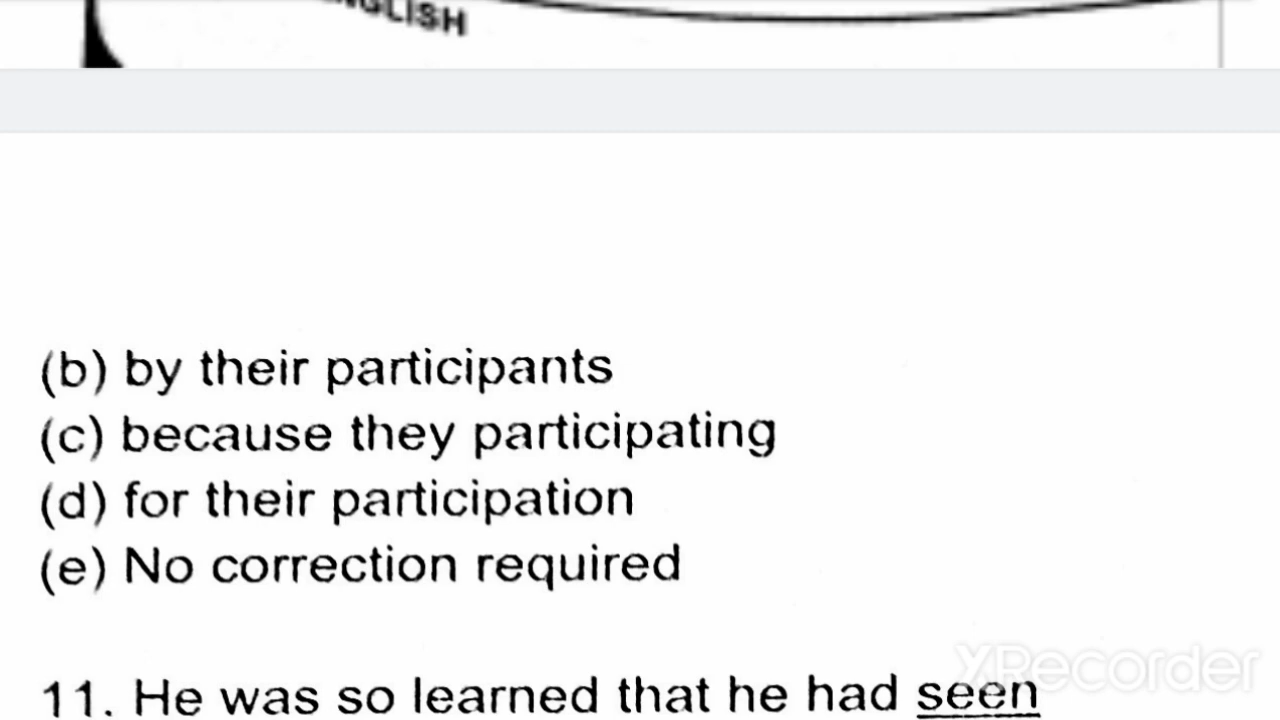 (b) by their participants
(c) because they participating
(d) for their participation
(e) No correction required
11. He was so learned that he had seen
XRecorder